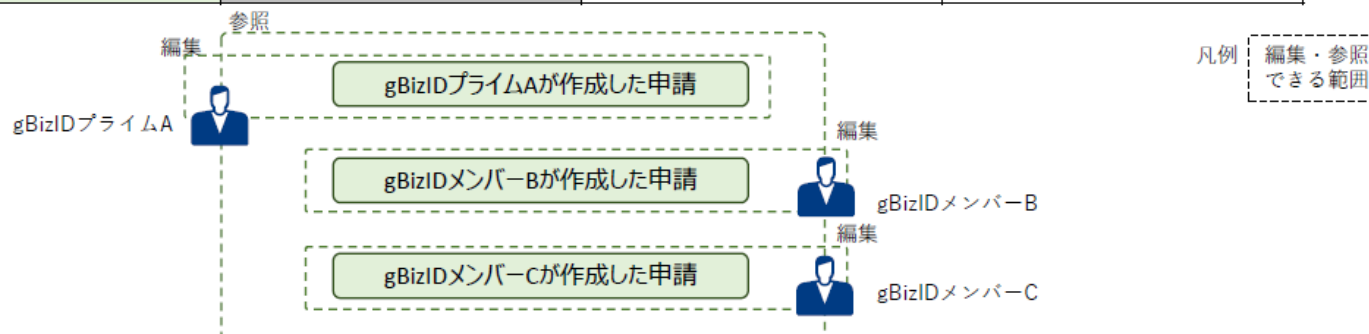 参照
編集
gBizIDプライムAが作成した申請
凡例
編集・参照
できる範囲
gBizIDプライムA
編集
gBizIDメンバーBが作成した申請
gBizIDメンバーB
編集
gBizIDメンバーCが作成した申請
gBizIDメンバーC